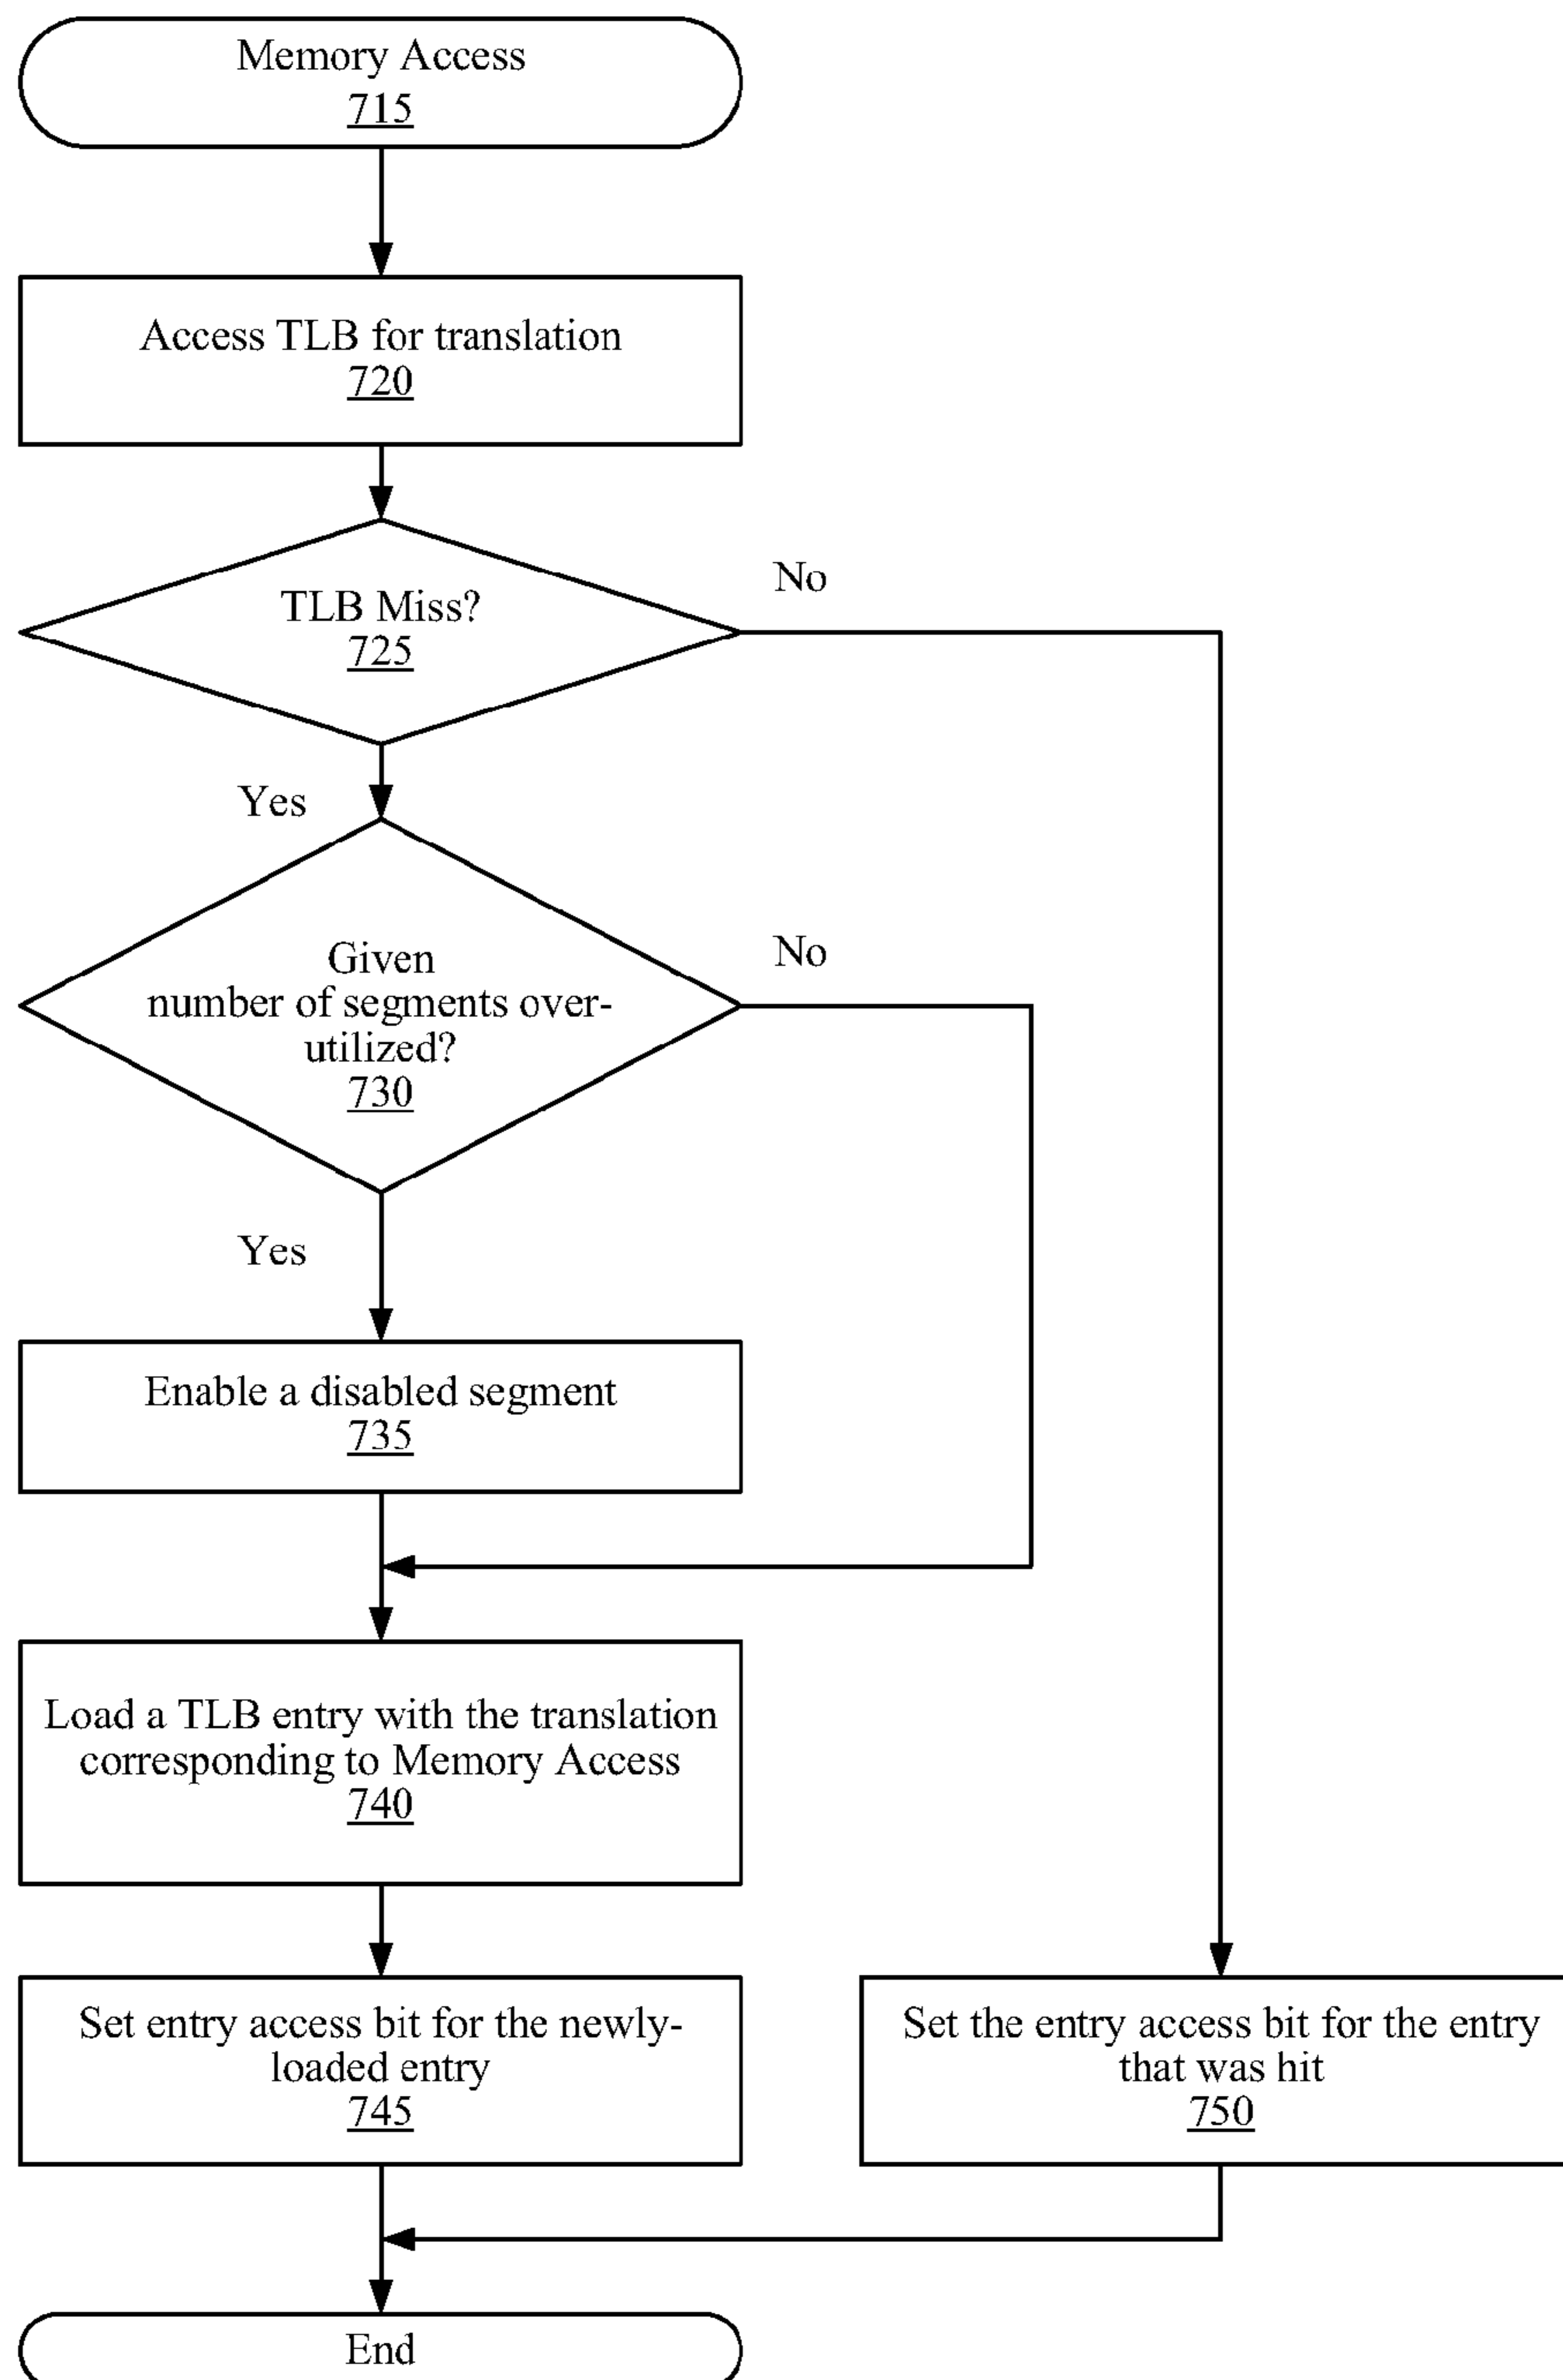 Memory Access
715
Access TLB for translation
720
TLB Miss?
725
No
Yes
Given
number of segments over-
utilized?
730
No
Yes
Enable a disabled segment
735
Load a TLB entry with the translation
corresponding to Memory Access
740
Set entry access bit for the newly-
loaded entry
745
Set the entry access bit for the entry
that was hit
750
End